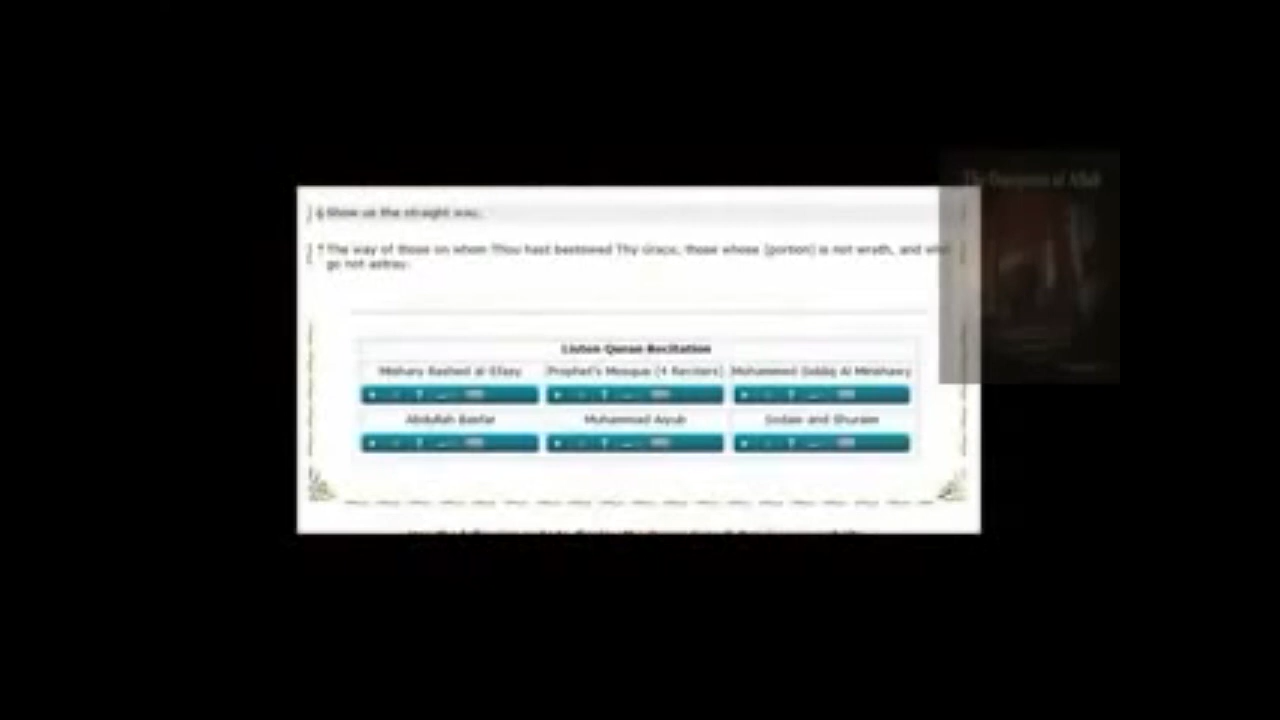 6 Show us the straight way,
7 The way of those on whom Thou hast bestowed Thy Grace, those whose (portion) is not wrath, and who
go not astray.
Listen Quran Recitation
Mishary Rashed al-Efasy Prophet's Mosque (4 Reciters) Mohammed Siddiq Al Minshawy
Abdullah Basfar Muhammad Ayub Sudais and Shuraim
of Allah